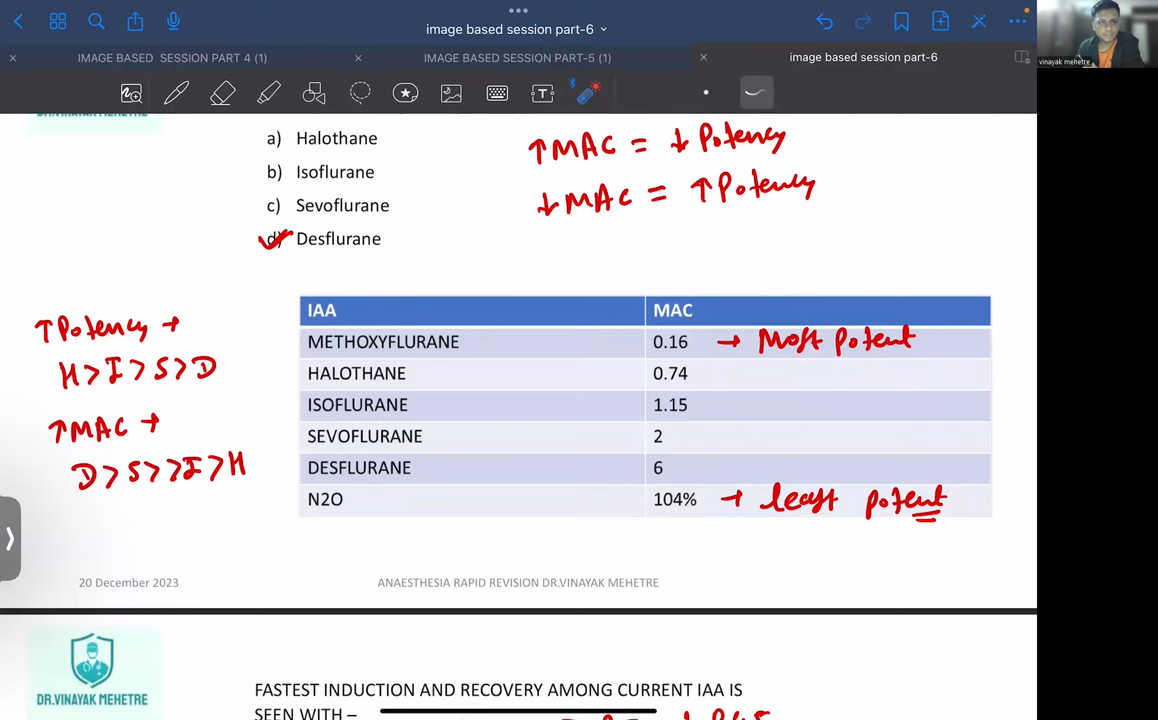 image based session part-6
IMAGE BASED SESSION PART 4 (1)
IMAGE BASED SESSION PART-5 (1)
image based session part-6
vinayak mehetre
DR.VINAYAK MEHETRE
a) Halothane
b) Isoflurane
c) Sevoflurane
d) Desflurane
↑MAC = ↓ Potency
↓MAC = ↑ Potency
↑Potency →
H > I > S > D
↑MAC →
D > S >> I > H
IAA MAC
METHOXYFLURANE 0.16 → Most potent
HALOTHANE 0.74
ISOFLURANE 1.15
SEVOFLURANE 2
DESFLURANE 6
N2O 104% → least potent
20 December 2023 ANAESTHESIA RAPID REVISION DR.VINAYAK MEHETRE
DR.VINAYAK MEHETRE
FASTEST INDUCTION AND RECOVERY AMONG CURRENT IAA IS
SEEN WITH –